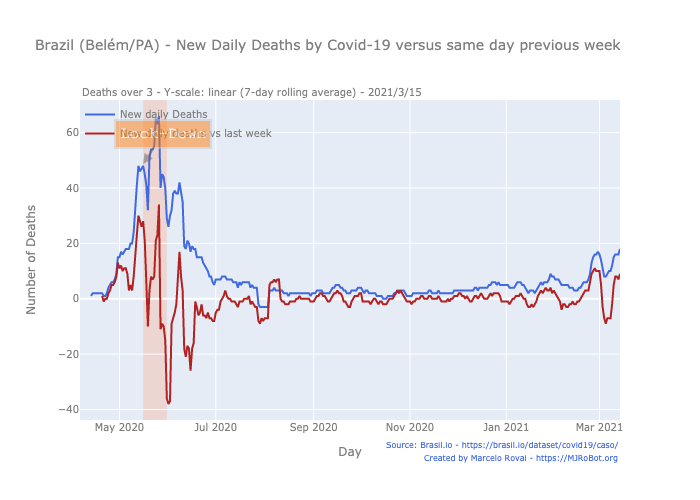 Brazil (Belém/PA) - New Daily Deaths by Covid-19 versus same day previous week
Deaths over 3 - Y-scale: linear (7-day rolling average) - 2021/3/15
New daily Deaths
vs last week
Lock-Down
60
40
20
0
−20
−40
Number of Deaths
May 2020
Jul 2020
Sep 2020
Nov 2020
Jan 2021
Mar 2021
Day
Source: Brasil.io - https://brasil.io/dataset/covid19/caso/
Created by Marcelo Rovai - https://MJRoBot.org